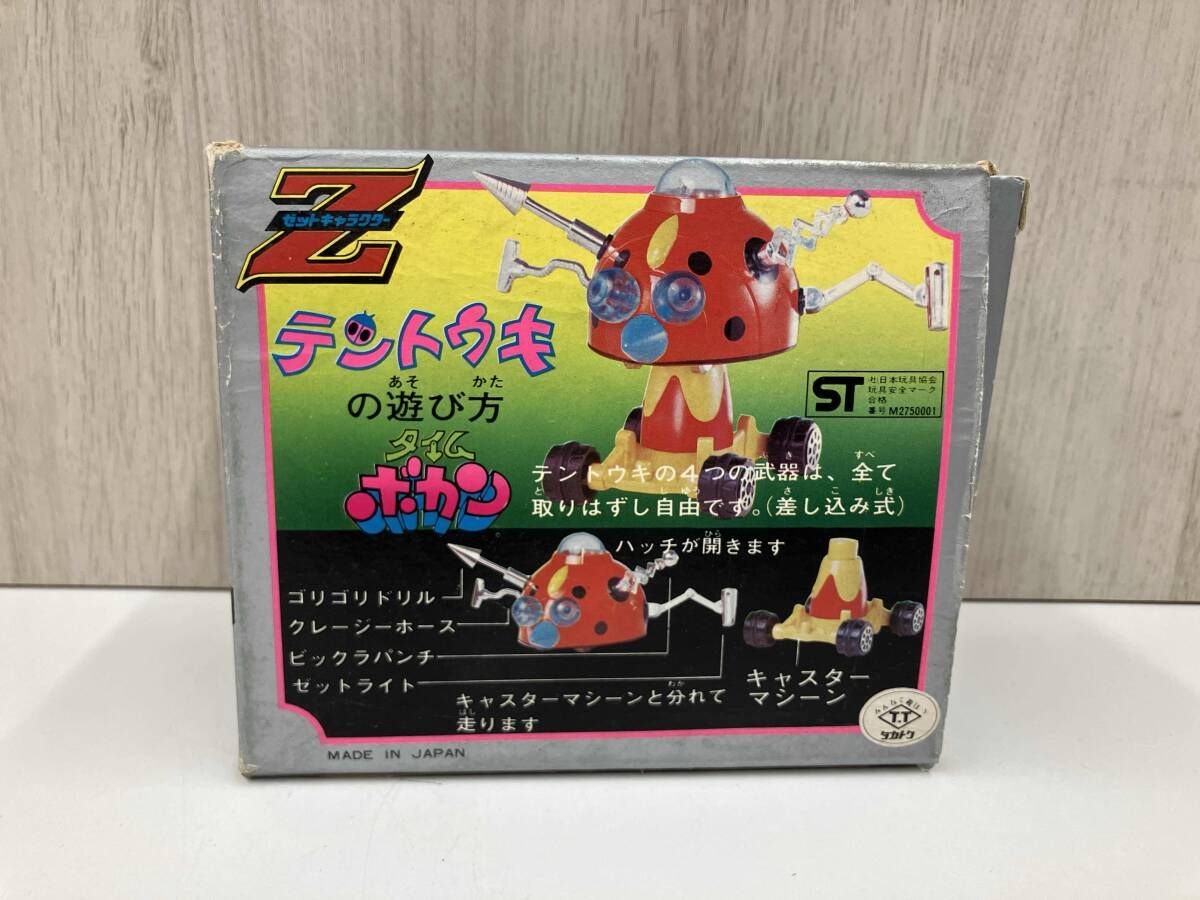 Z
ゼットキャラクター
テントウキ
の遊び方
あそ かた
タイム
ボカン
ST
社.日本玩具協会
玩具安全マーク
合格
番号 M2750001
テントウキの4つの武器は、全て
ぶき すべ
取りはずし自由です。(差し込み式)
と じゆう さ こ しき
ハッチが開きます
ひら
ゴリゴリドリル
クレージーホース
ビックラパンチ
ゼットライト
キャスターマシーンと分れて
わか
走ります
はし
キャスター
マシーン
T.T
タカトク
MADE IN JAPAN